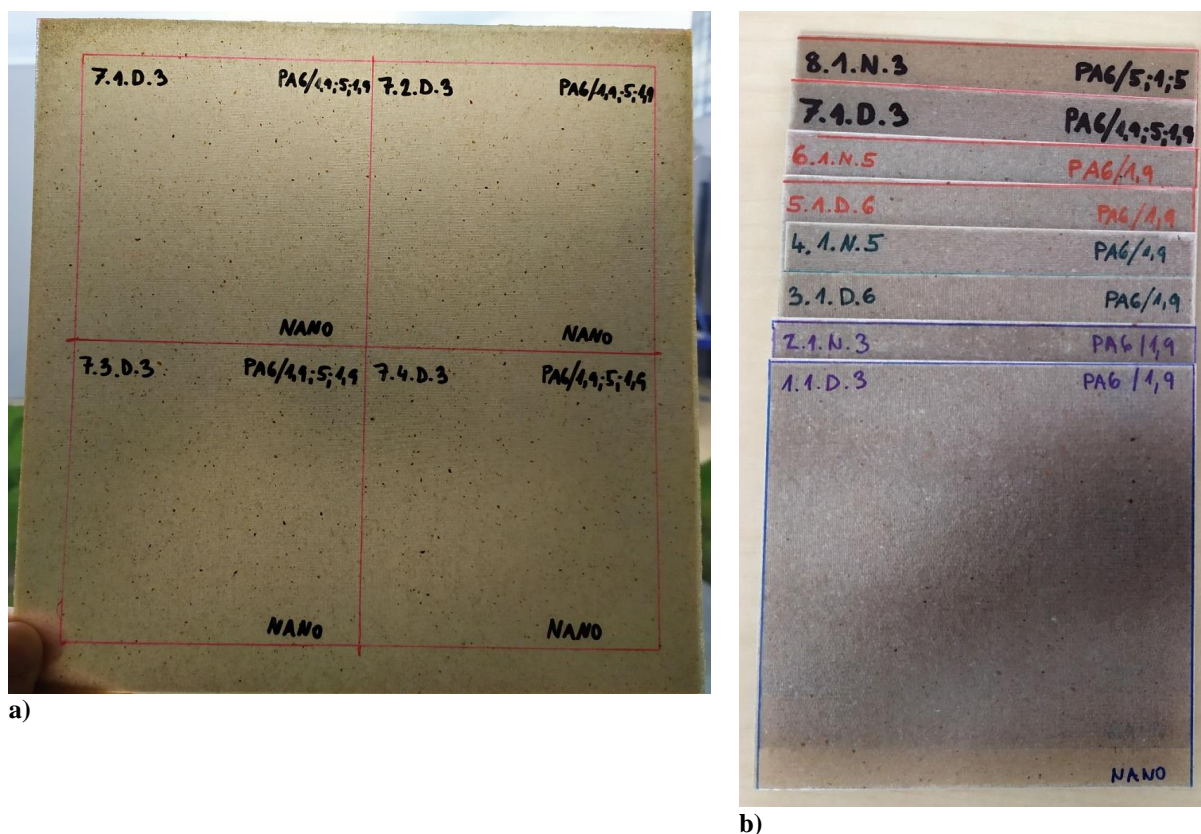 7.1.D.3 PA6/1,9;5;1,9 7.2.D.3 PA6/1,9;5;1,9
NANO NANO
7.3.D.3 PA6/1,9;5;1,9 7.4.D.3 PA6/1,9;5;1,9
NANO NANO
a)
8.1.N.3 PA6/5;1;5
7.1.D.3 PA6/1,9;5;1,9
6.1.N.5 PA6/1,9
5.1.D.6 PA6/1,9
4.1.N.5 PA6/1,9
3.1.D.6 PA6/1,9
2.1.N.3 PA6/1,9
1.1.D.3 PA6/1,9
NANO
b)